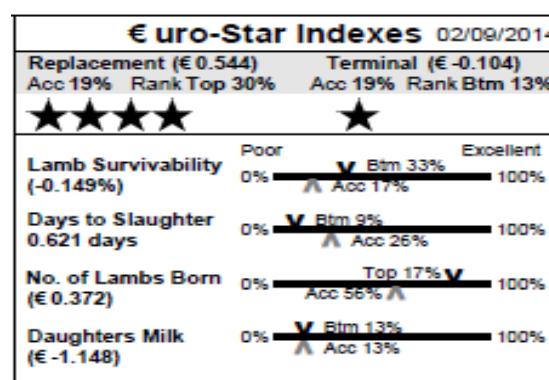 €uro-Star Indexes 02/09/2014
Replacement (€ 0.544) Terminal (€ -0.104)
Acc 19% Rank Top 30% Acc 19% Rank Btm 13%
Poor Excellent
Lamb Survivability (-0.149%) 0% Btm 33% Acc 17% 100%
Days to Slaughter 0.621 days 0% Btm 9% Acc 26% 100%
No. of Lambs Born (€ 0.372) 0% Top 17% Acc 56% 100%
Daughters Milk (€ -1.148) 0% Btm 13% Acc 13% 100%